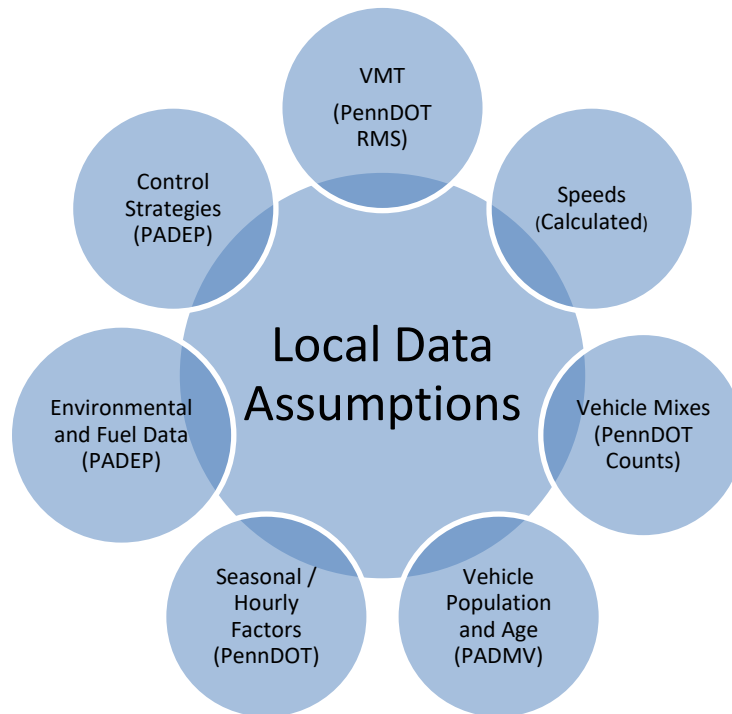 VMT
(PennDOT
RMS)
Control
Strategies
(PADEP)
Speeds
(Calculated)
Local Data
Assumptions
Environmental
and Fuel Data
(PADEP)
Vehicle Mixes
(PennDOT
Counts)
Seasonal /
Hourly
Factors
(PennDOT)
Vehicle
Population
and Age
(PADMV)